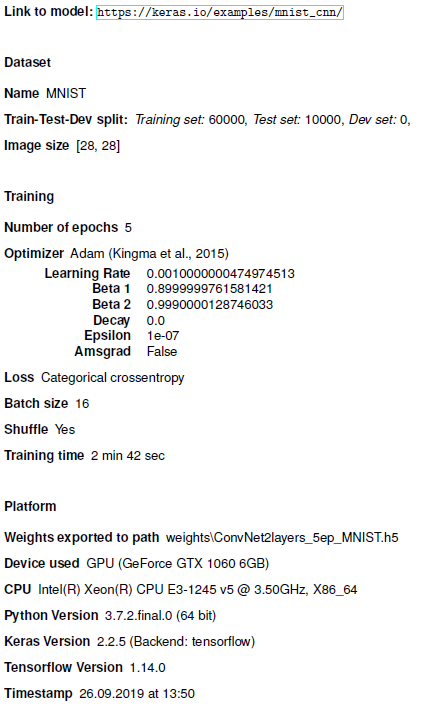 Link to model: https://keras.io/examples/mnist_cnn/
Dataset
Name MNIST
Train-Test-Dev split: Training set: 60000, Test set: 10000, Dev set: 0,
Image size [28, 28]
Training
Number of epochs 5
Optimizer Adam (Kingma et al., 2015)
Learning Rate 0.0010000000474974513
Beta 1 0.8999999761581421
Beta 2 0.9990000128746033
Decay 0.0
Epsilon 1e-07
Amsgrad False
Loss Categorical crossentropy
Batch size 16
Shuffle Yes
Training time 2 min 42 sec
Platform
Weights exported to path weights\ConvNet2layers_5ep_MNIST.h5
Device used GPU (GeForce GTX 1060 6GB)
CPU Intel(R) Xeon(R) CPU E3-1245 v5 @ 3.50GHz, X86_64
Python Version 3.7.2.final.0 (64 bit)
Keras Version 2.2.5 (Backend: tensorflow)
Tensorflow Version 1.14.0
Timestamp 26.09.2019 at 13:50